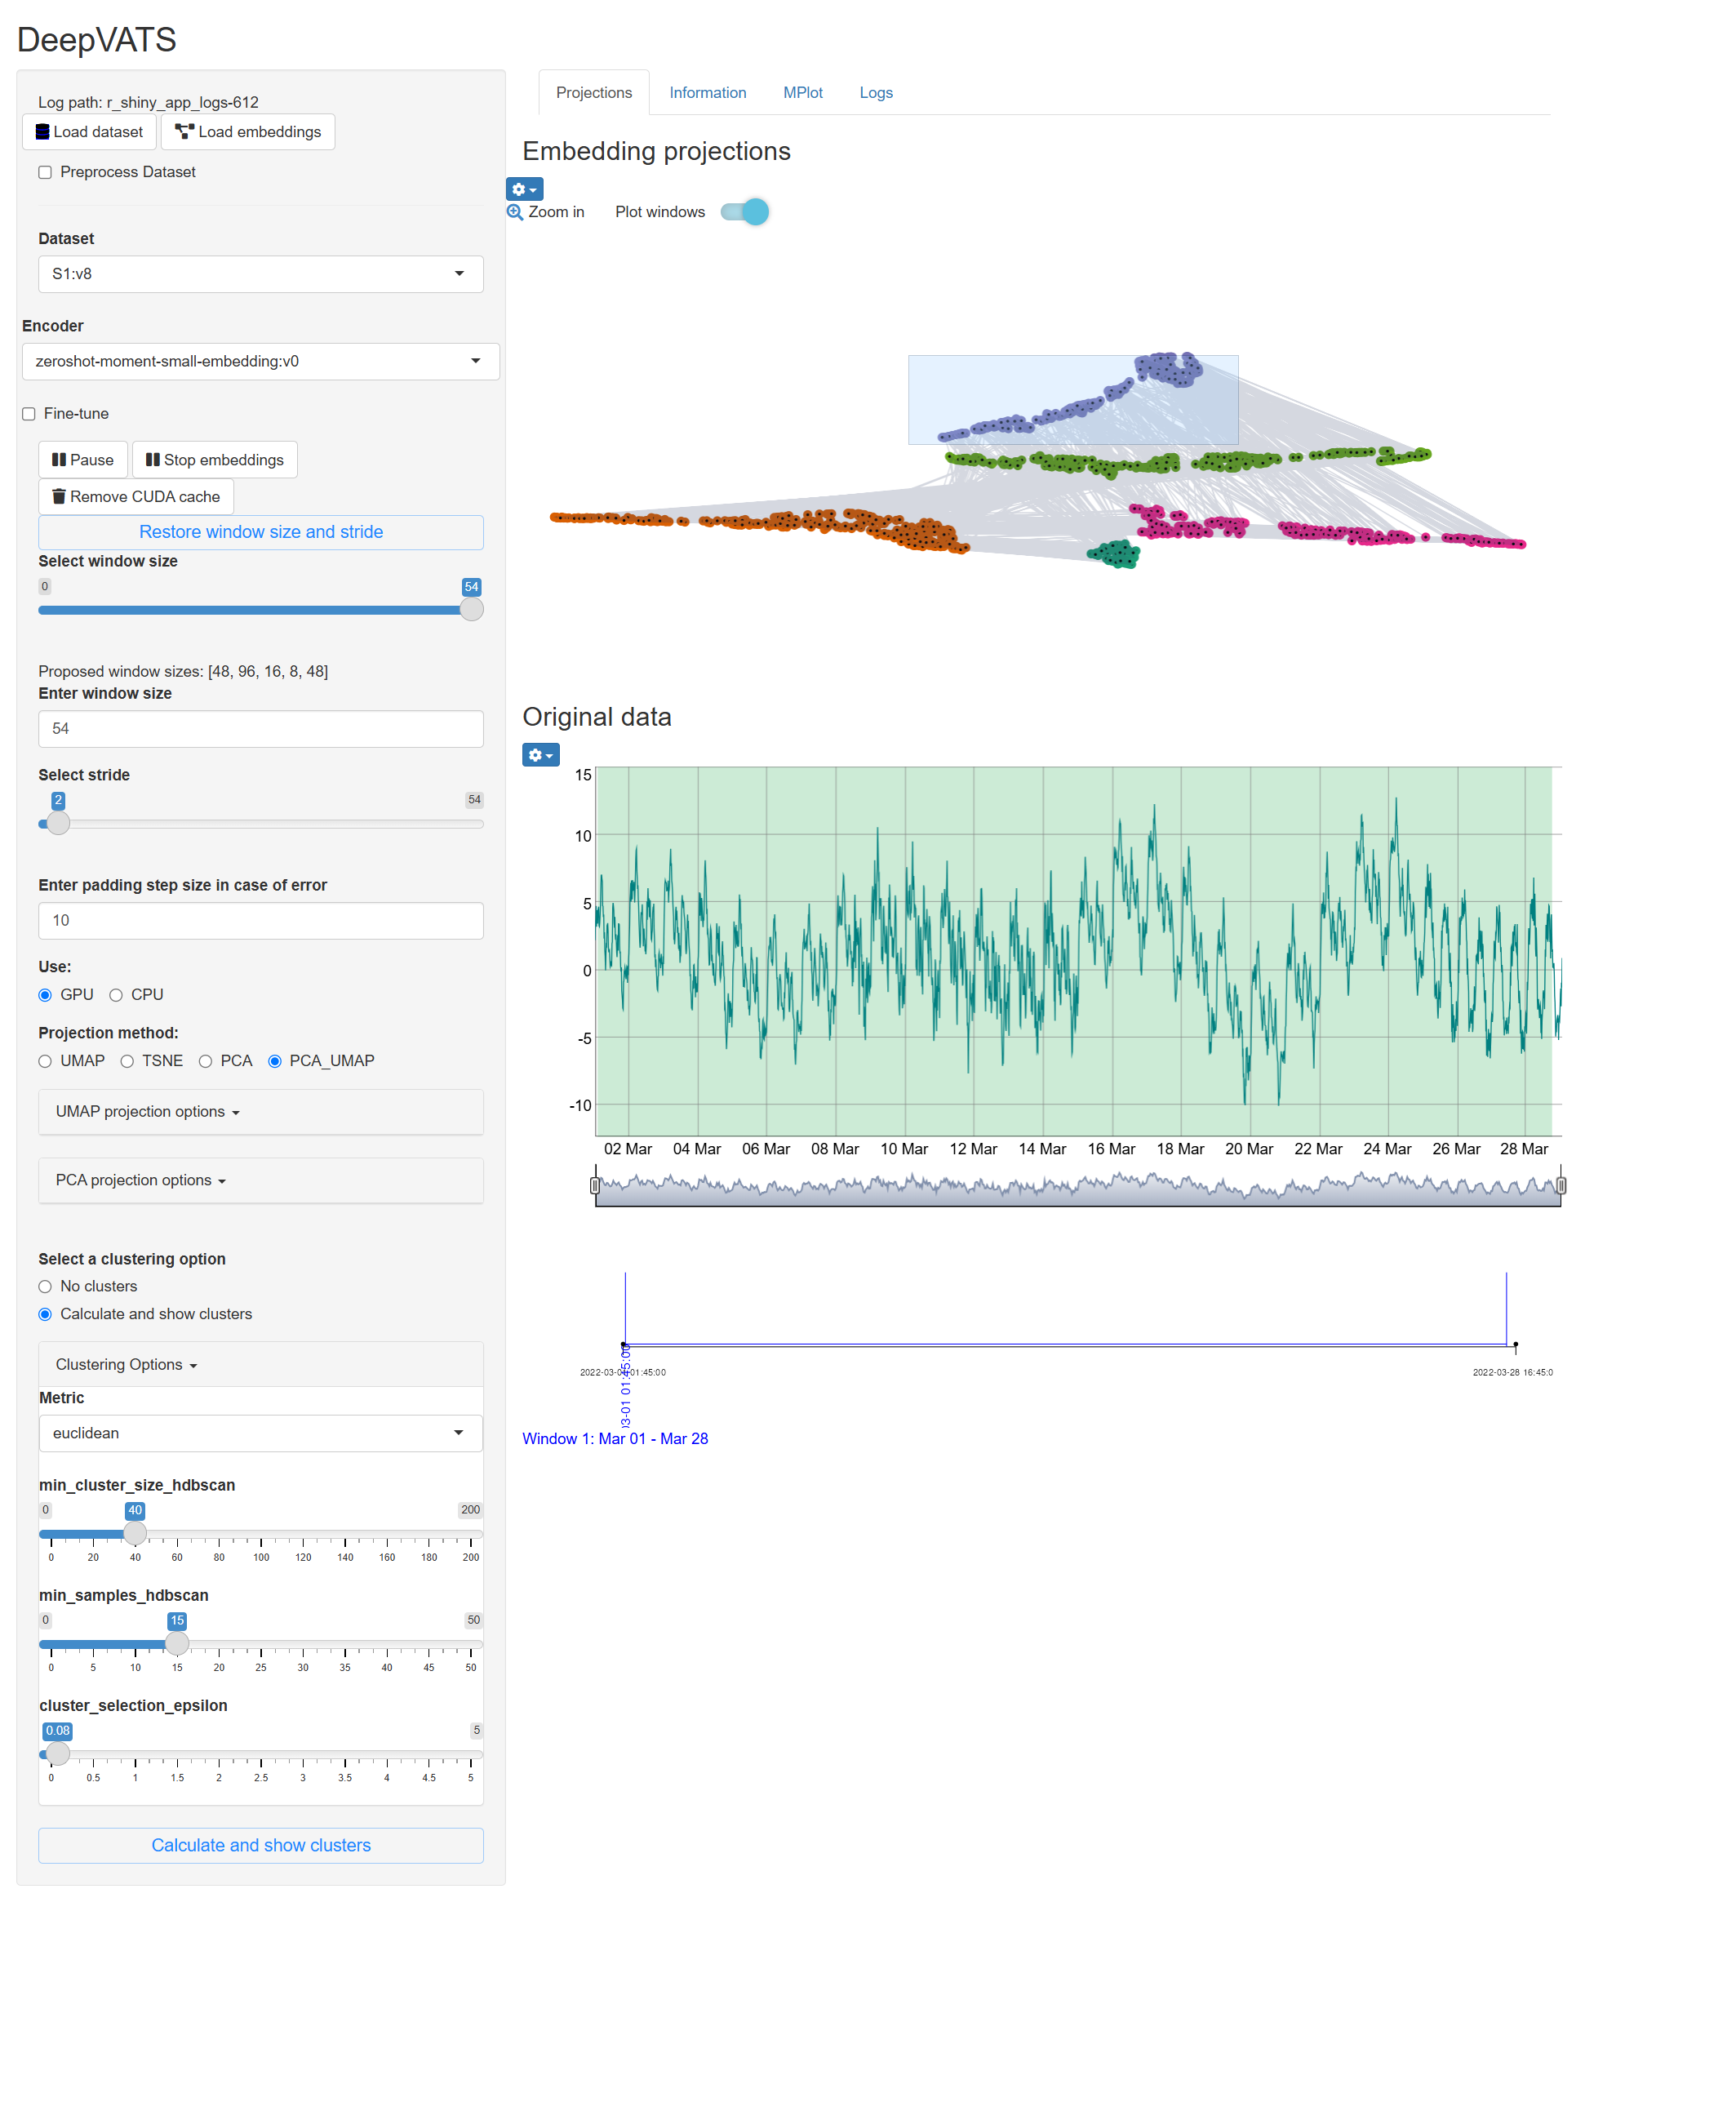 DeepVATS
Log path: r_shiny_app_logs-612
Load dataset
Load embeddings
Preprocess Dataset
Dataset
S1:v8
Encoder
zeroshot-moment-small-embedding:v0
Fine-tune
Pause
Stop embeddings
Remove CUDA cache
Restore window size and stride
Select window size
0
54
Proposed window sizes: [48, 96, 16, 8, 48]
Enter window size
54
Select stride
2
54
Enter padding step size in case of error
10
Use:
GPU CPU
Projection method:
UMAP TSNE PCA PCA_UMAP
UMAP projection options
PCA projection options
Select a clustering option
No clusters
Calculate and show clusters
Clustering Options
Metric
euclidean
min_cluster_size_hdbscan
0 40 200
0 20 40 60 80 100 120 140 160 180 200
min_samples_hdbscan
0 15 50
0 5 10 15 20 25 30 35 40 45 50
cluster_selection_epsilon
0.08 5
0 0.5 1 1.5 2 2.5 3 3.5 4 4.5 5
Calculate and show clusters
Projections Information MPlot Logs
Embedding projections
Zoom in Plot windows
Original data
15
10
5
0
-5
-10
02 Mar 04 Mar 06 Mar 08 Mar 10 Mar 12 Mar 14 Mar 16 Mar 18 Mar 20 Mar 22 Mar 24 Mar 26 Mar 28 Mar
2022-03-01 01:45:00
2022-03-28 16:45:0
03-01 01:45:00
Window 1: Mar 01 - Mar 28